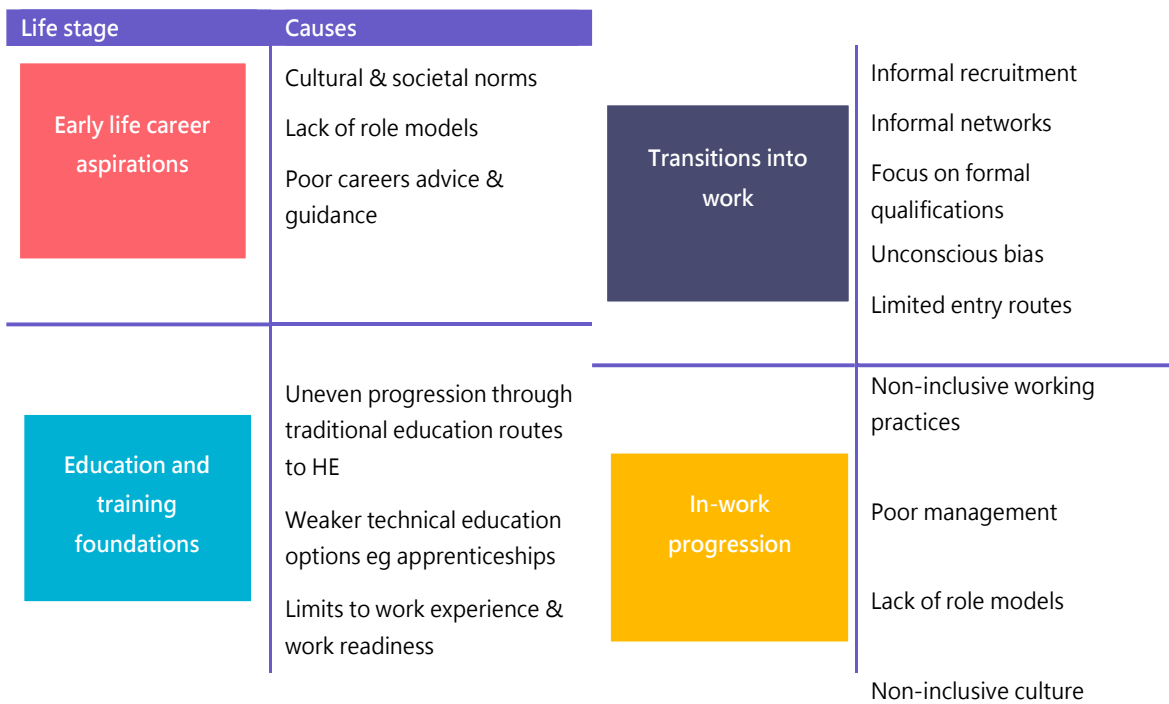 Life stage
Causes
Early life career
aspirations
Cultural & societal norms
Lack of role models
Poor careers advice &
guidance
Education and
training
foundations
Uneven progression through
traditional education routes
to HE
Weaker technical education
options eg apprenticeships
Limits to work experience &
work readiness
Transitions into
work
Informal recruitment
Informal networks
Focus on formal
qualifications
Unconscious bias
Limited entry routes
In-work
progression
Non-inclusive working
practices
Poor management
Lack of role models
Non-inclusive culture